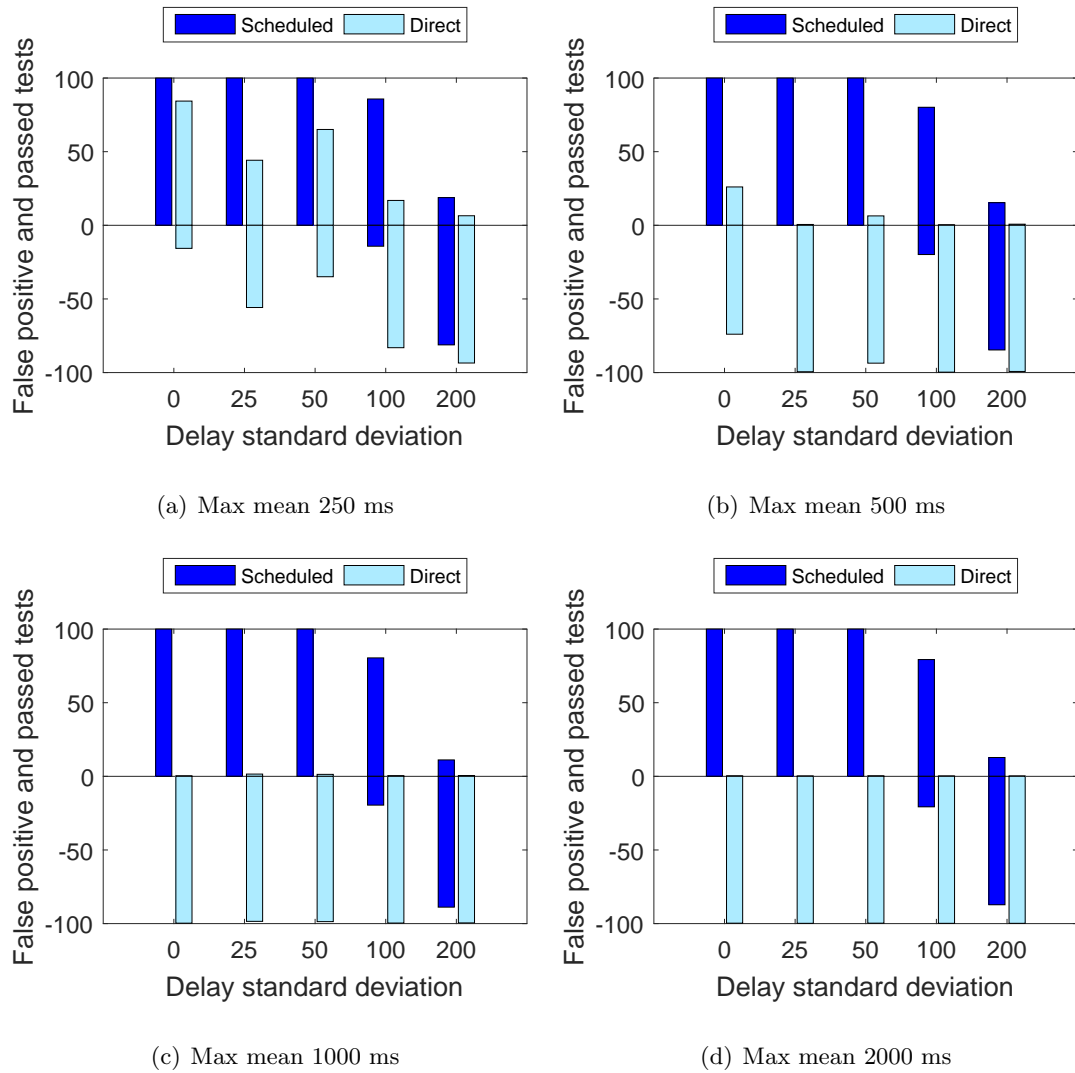 Scheduled Direct
False positive and passed tests
100
50
0
-50
-100
0 25 50 100 200
Delay standard deviation
(a) Max mean 250 ms
Scheduled Direct
False positive and passed tests
100
50
0
-50
-100
0 25 50 100 200
Delay standard deviation
(b) Max mean 500 ms
Scheduled Direct
False positive and passed tests
100
50
0
-50
-100
0 25 50 100 200
Delay standard deviation
(c) Max mean 1000 ms
Scheduled Direct
False positive and passed tests
100
50
0
-50
-100
0 25 50 100 200
Delay standard deviation
(d) Max mean 2000 ms